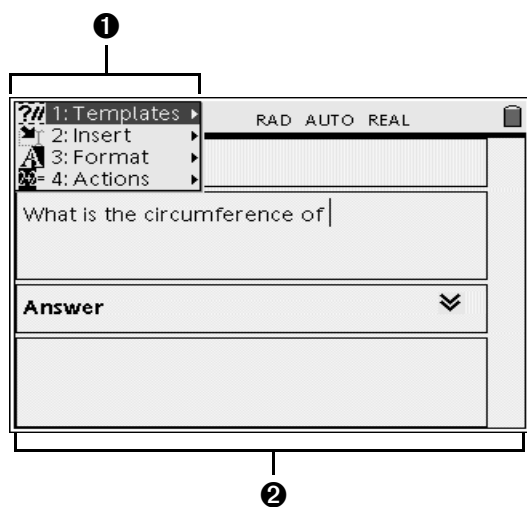 ❶
1: Templates RAD AUTO REAL
2: Insert
3: Format
4: Actions
What is the circumference of
Answer
❷